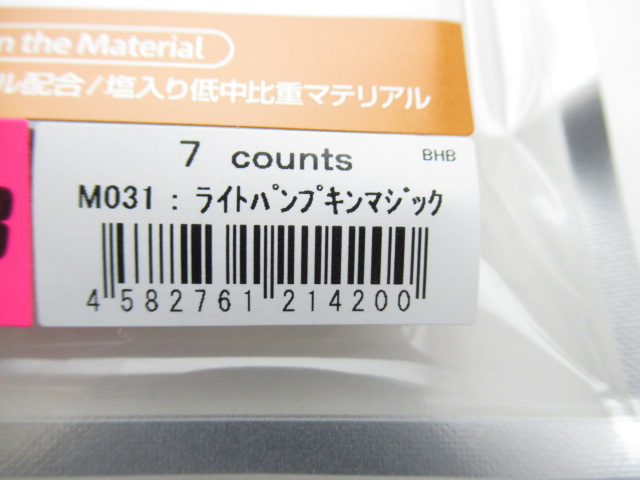 n the Material
ル配合/塩入り低中比重マテリアル
7 counts BHB
M031 : ﾗｲﾄﾊﾟﾝﾌﾟｷﾝﾏｼﾞｯｸ
4 582761 214200